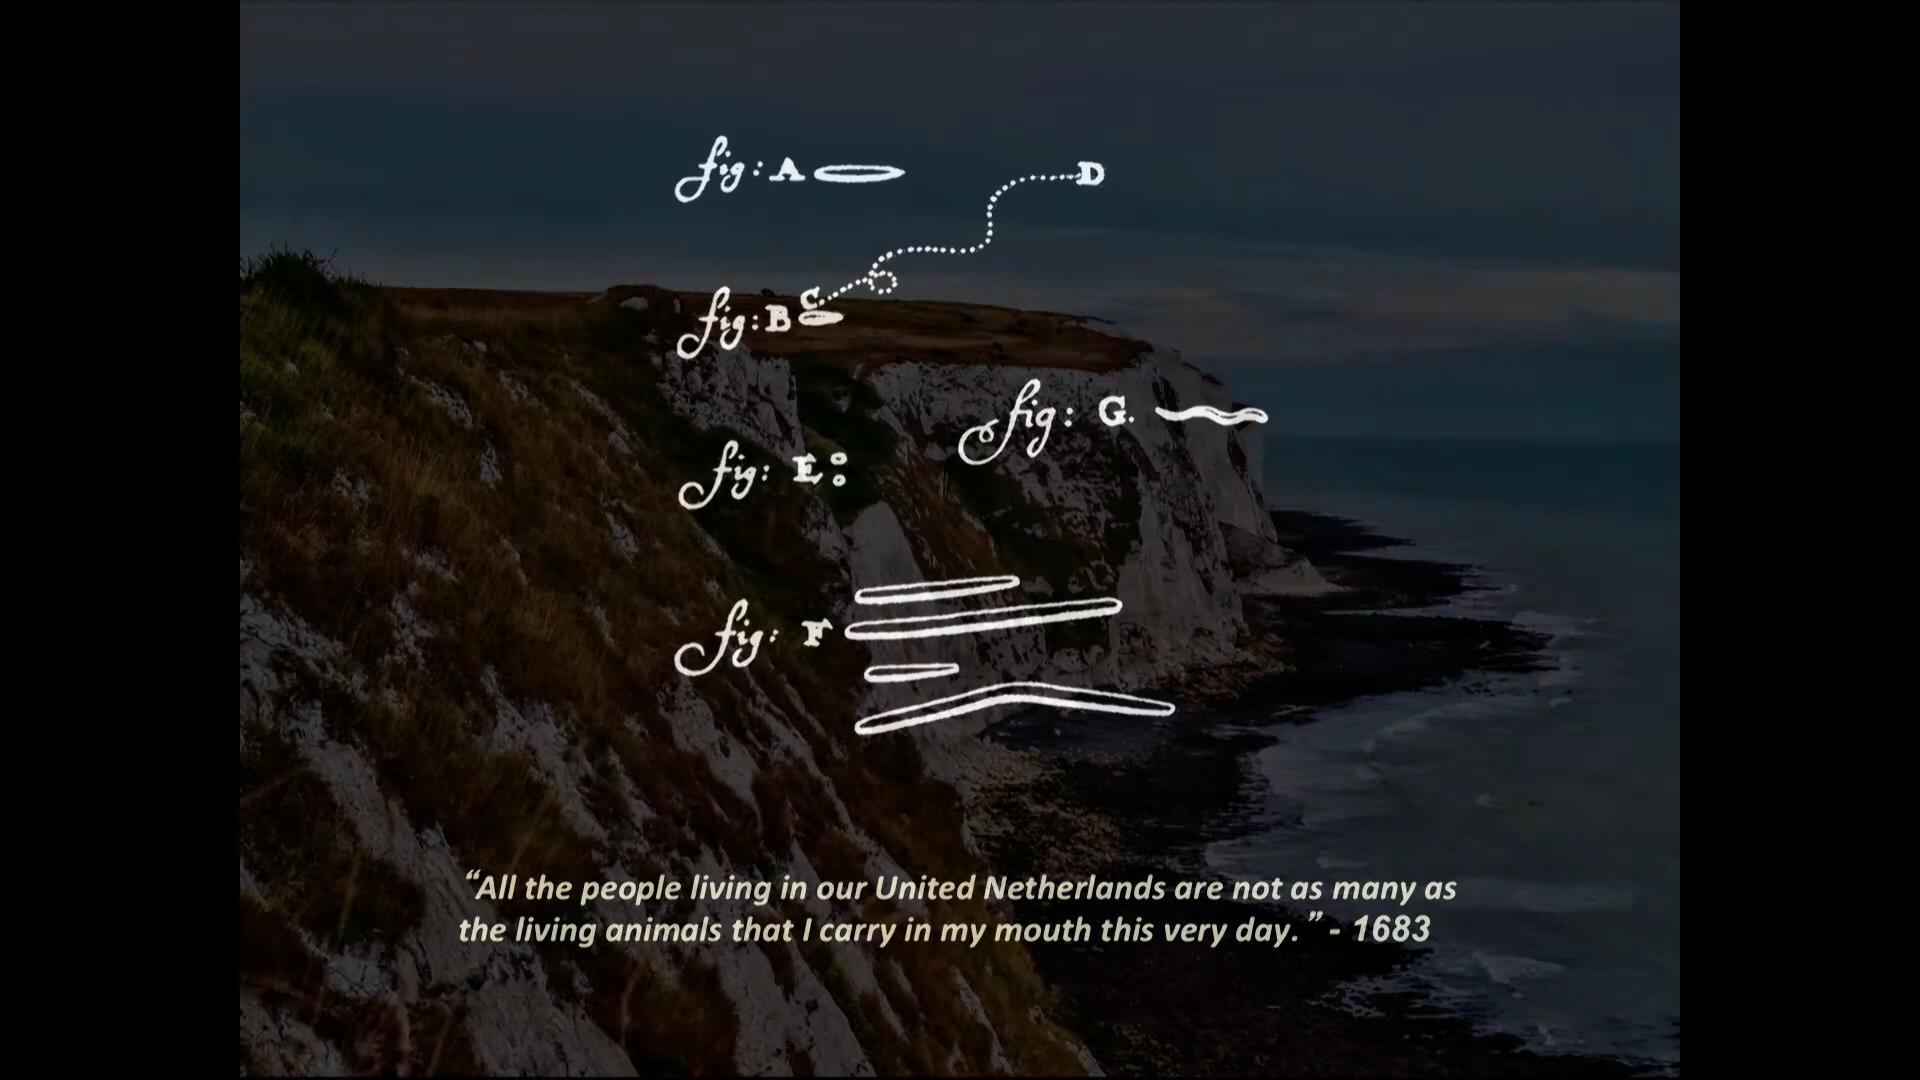 fig: A
D
fig: B C
fig: G.
fig: E
fig: F
“All the people living in our United Netherlands are not as many as
the living animals that I carry in my mouth this very day.” - 1683